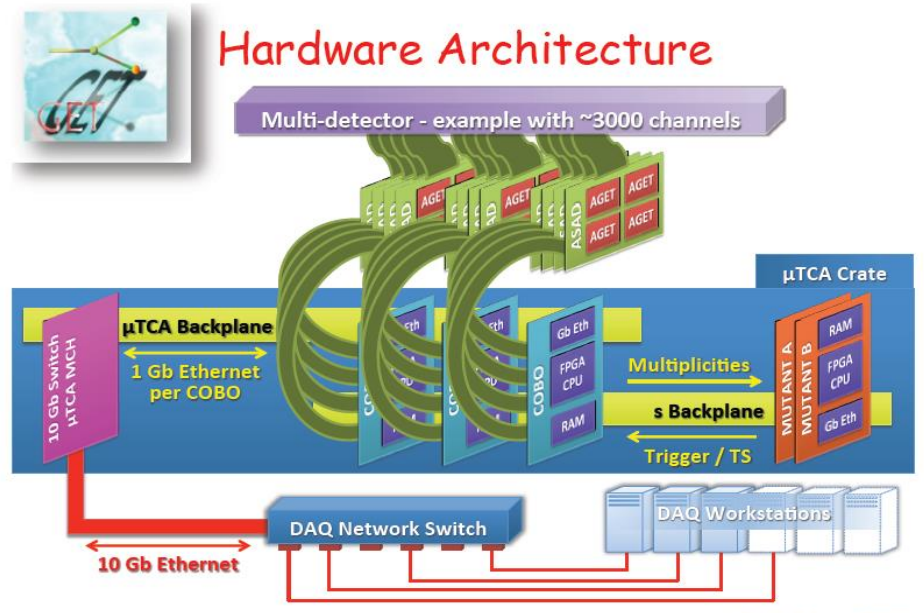 GET
GET
Hardware Architecture
Multi-detector - example with ~3000 channels
AGET
AGET
AGET
AGET
AGET
AGET
ASAD
µTCA Crate
10 Gb Switch
µTCA MCH
µTCA Backplane
1 Gb Ethernet
per COBO
COBO
Gb Eth
FPGA
CPU
RAM
Multiplicities
s Backplane
Trigger / TS
MUTANT A
MUTANT B
RAM
FPGA
CPU
Gb Eth
DAQ Network Switch
DAQ Workstations
10 Gb Ethernet